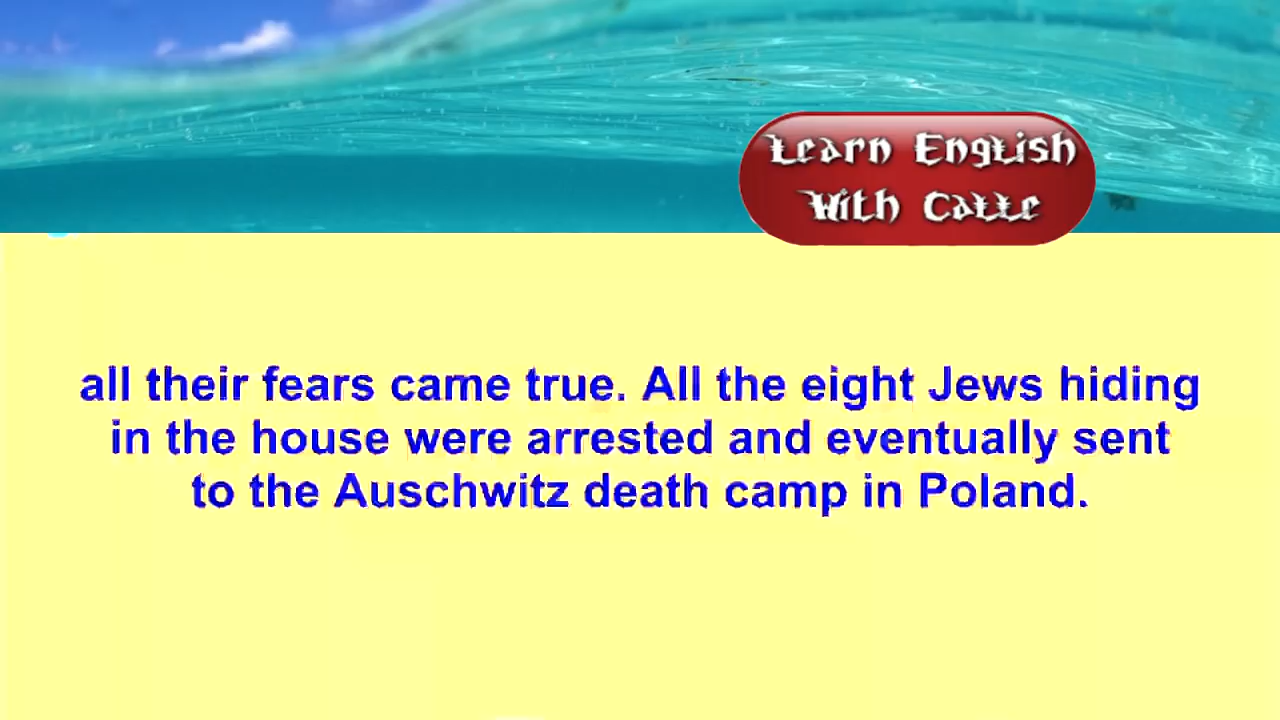 Learn English
With Calle
all their fears came true. All the eight Jews hiding
in the house were arrested and eventually sent
to the Auschwitz death camp in Poland.